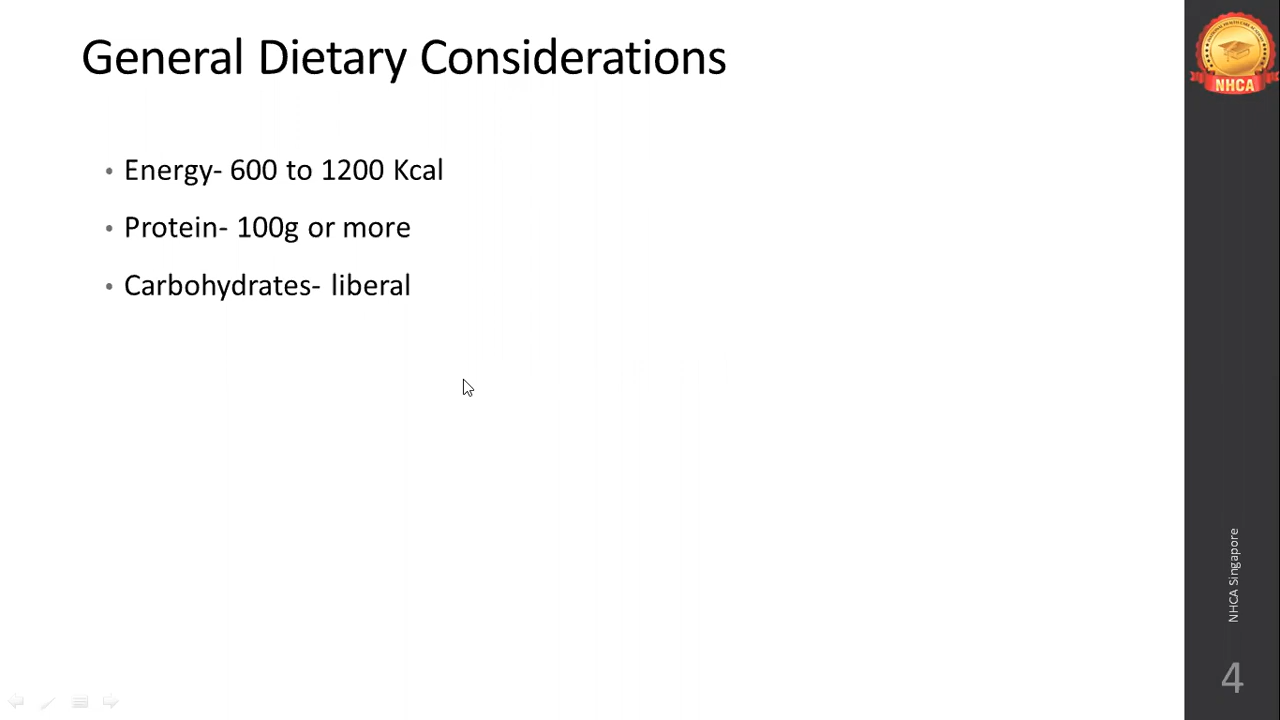 General Dietary Considerations
• Energy- 600 to 1200 Kcal
• Protein- 100g or more
• Carbohydrates- liberal
NHCA
NHCA Singapore
4